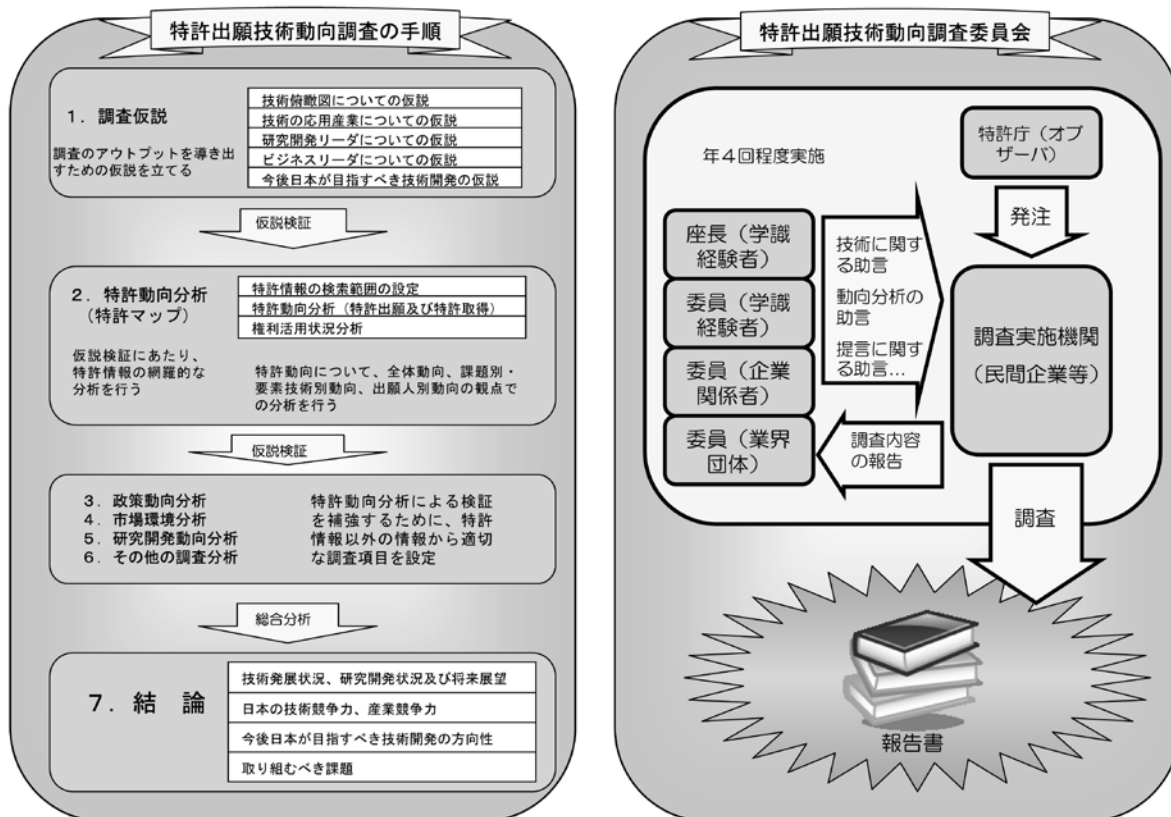 特許出願技術動向調査の手順
1．調査仮説
調査のアウトプットを導き出
すための仮説を立てる
技術俯瞰図についての仮説
技術の応用産業についての仮説
研究開発リーダについての仮説
ビジネスリーダについての仮説
今後日本が目指すべき技術開発の仮説
仮説検証
2．特許動向分析
（特許マップ）
特許情報の検索範囲の設定
特許動向分析（特許出願及び特許取得）
権利活用状況分析
仮説検証にあたり、
特許情報の網羅的な
分析を行う
特許動向について、全体動向、課題別・
要素技術別動向、出願人別動向の観点で
の分析を行う
仮説検証
3．政策動向分析
4．市場環境分析
5．研究開発動向分析
6．その他の調査分析
特許動向分析による検証
を補強するために、特許
情報以外の情報から適切
な調査項目を設定
総合分析
7．結　論
技術発展状況、研究開発状況及び将来展望
日本の技術競争力、産業競争力
今後日本が目指すべき技術開発の方向性
取り組むべき課題
特許出願技術動向調査委員会
年４回程度実施
特許庁（オブ
ザーバ）
発注
座長（学識
経験者）
委員（学識
経験者）
委員（企業
関係者）
委員（業界
団体）
技術に関す
る助言
動向分析の
助言
提言に関す
る助言…
調査実施機関
（民間企業等）
調査内容
の報告
調査
報告書